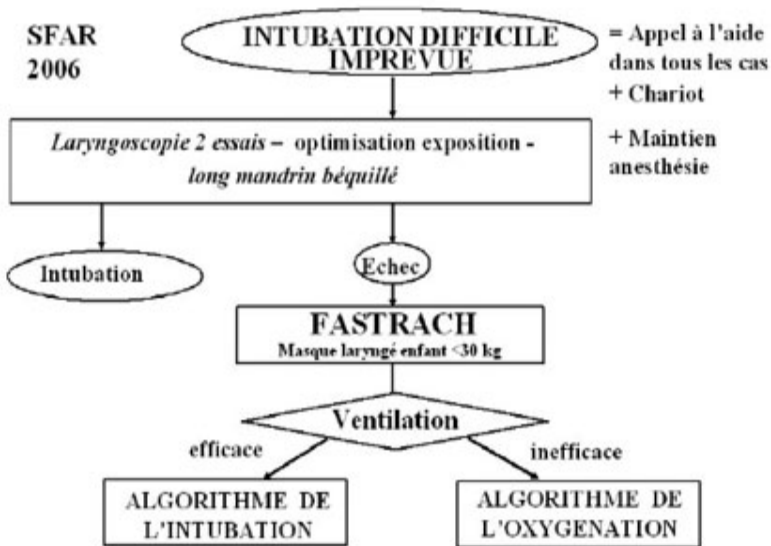 SFAR
2006
INTUBATION DIFFICILE
IMPREVUE
= Appel à l'aide
dans tous les cas
+ Chariot
+ Maintien
anesthésie
Laryngoscopie 2 essais – optimisation exposition -
long mandrin béquillé
Intubation
Echec
FASTRACH
Masque laryngé enfant <30 kg
Ventilation
efficace
inefficace
ALGORITHME DE
L'INTUBATION
ALGORITHME DE
L'OXYGENATION